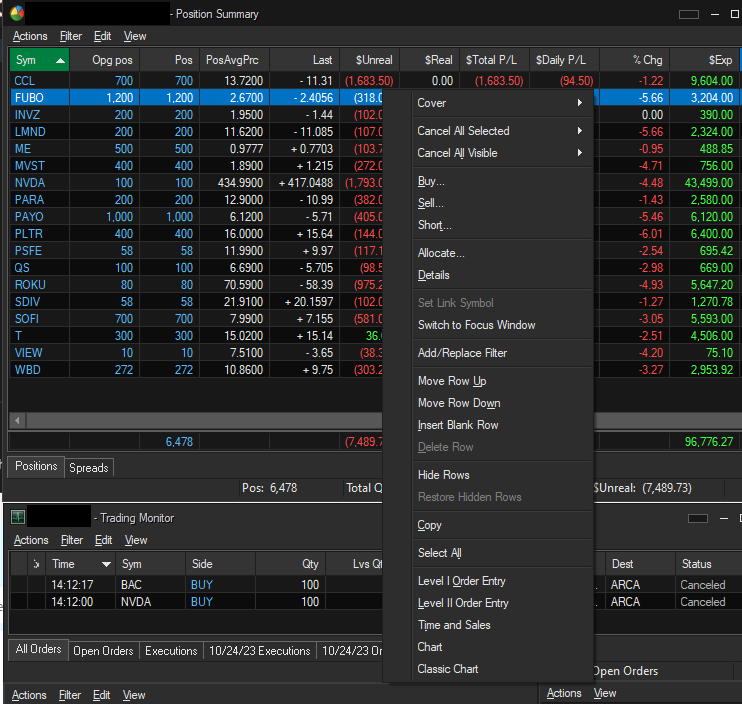 - Position Summary
Actions Filter Edit View
Sym Opg pos Pos PosAvgPrc Last $Unreal $Real $Total P/L $Daily P/L % Chg $Exp
CCL 700 700 13.7200 - 11.31 (1,683.50) 0.00 (1,683.50) (94.50) -1.22 9,604.00
FUBO 1,200 1,200 2.6700 - 2.4056 (318.0 -5.66 3,204.00
INVZ 200 200 1.9500 - 1.44 (102.0 0.00 390.00
LMND 200 200 11.6200 - 11.085 (107.0 -5.66 2,324.00
ME 500 500 0.9777 + 0.7703 (103.7 -0.95 488.85
MVST 400 400 1.8900 + 1.215 (272.0 -4.71 756.00
NVDA 100 100 434.9900 + 417.0488 (1,793.0 -4.48 43,499.00
PARA 200 200 12.9000 - 10.99 (382.0 -1.43 2,580.00
PAYO 1,000 1,000 6.1200 - 5.71 (405.0 -5.46 6,120.00
PLTR 400 400 16.0000 + 15.64 (144.0 -6.01 6,400.00
PSFE 58 58 11.9900 + 9.97 (117.1 -2.54 695.42
QS 100 100 6.6900 - 5.705 (98.5 -2.98 669.00
ROKU 80 80 70.5900 - 58.39 (975.2 -4.93 5,647.20
SDIV 58 58 21.9100 + 20.1597 (102.0 -1.27 1,270.78
SOFI 700 700 7.9900 + 7.155 (581.0 -3.05 5,593.00
T 300 300 15.0200 + 15.14 36.0 -2.51 4,506.00
VIEW 10 10 7.5100 - 3.65 (38.3 -4.20 75.10
WBD 272 272 10.8600 + 9.75 (303.2 -3.27 2,953.92
6,478 (7,489.7 96,776.27
Positions Spreads
Pos: 6,478 Total Q $Unreal: (7,489.73)
Cover
Cancel All Selected
Cancel All Visible
Buy...
Sell...
Short...
Allocate...
Details
Set Link Symbol
Switch to Focus Window
Add/Replace Filter
Move Row Up
Move Row Down
Insert Blank Row
Delete Row
Hide Rows
Restore Hidden Rows
Copy
Select All
Level I Order Entry
Level II Order Entry
Time and Sales
Chart
Classic Chart
- Trading Monitor
Actions Filter Edit View
Time Sym Side Qty Lvs Q Dest Status
14:12:17 BAC BUY 100 ARCA Canceled
14:12:00 NVDA BUY 100 ARCA Canceled
All Orders Open Orders Executions 10/24/23 Executions 10/24/23 Or
Open Orders
Actions Filter Edit View
Actions View